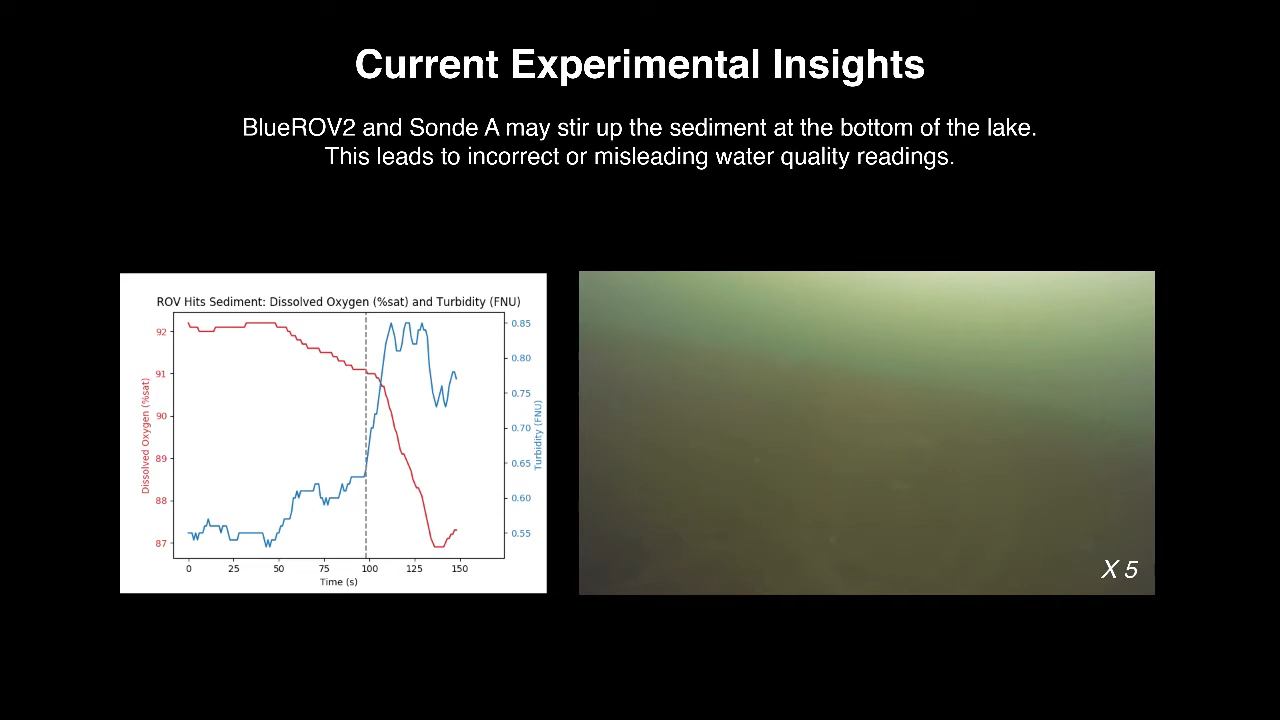 Current Experimental Insights
BlueROV2 and Sonde A may stir up the sediment at the bottom of the lake.
This leads to incorrect or misleading water quality readings.
ROV Hits Sediment: Dissolved Oxygen (%sat) and Turbidity (FNU)
Dissolved Oxygen (%sat)
92
91
90
89
88
87
0.85
0.80
0.75
0.70
0.65
0.60
0.55
Turbidity (FNU)
0 25 50 75 100 125 150
Time (s)
X 5